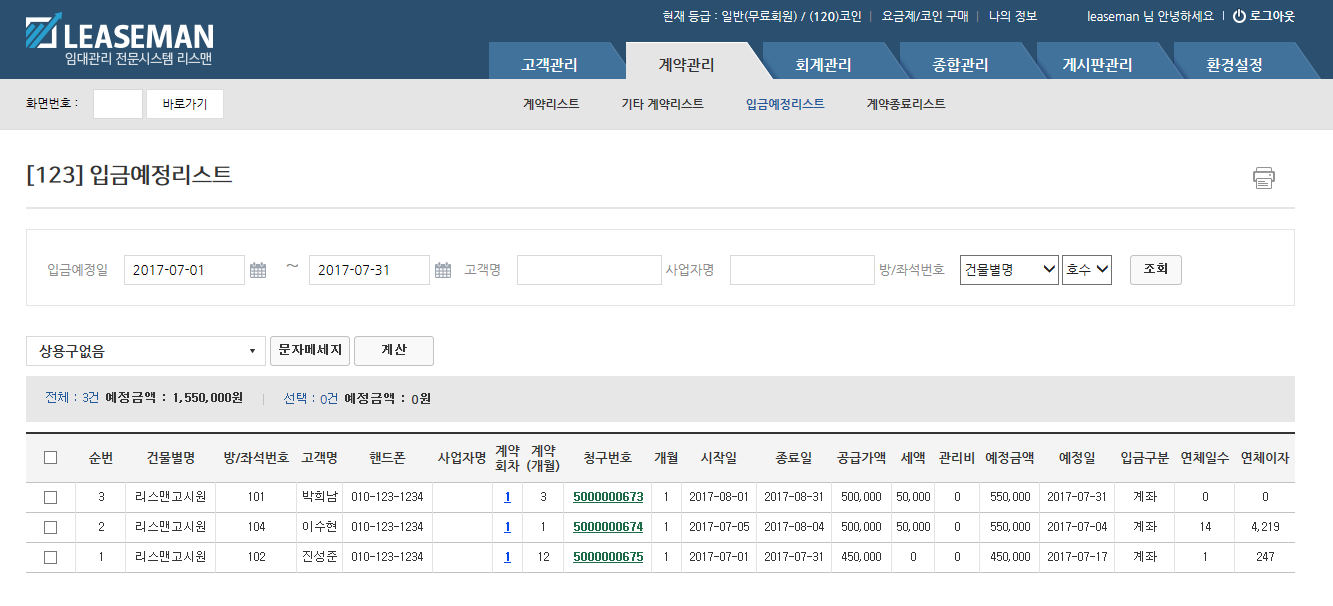 현재 등급 : 일반(무료회원) / (120)코인 | 요금제/코인 구매 | 나의 정보 leaseman 님 안녕하세요 | 로그아웃
LEASEMAN
임대관리 전문시스템 리스맨
고객관리 계약관리 회계관리 종합관리 게시판관리 환경설정
화면번호 : 바로가기 계약리스트 기타 계약리스트 입금예정리스트 계약종료리스트
[123] 입금예정리스트
입금예정일 2017-07-01 ~ 2017-07-31 고객명 사업자명 방/좌석번호 건물별명 호수 조회
상용구없음 문자메세지 계산
전체 : 3건 예정금액 : 1,550,000원 | 선택 : 0건 예정금액 : 0원
순번 건물별명 방/좌석번호 고객명 핸드폰 사업자명 계약회차 계약(개월) 청구번호 개월 시작일 종료일 공급가액 세액 관리비 예정금액 예정일 입금구분 연체일수 연체이자
3 리스맨고시원 101 박희남 010-123-1234 1 3 5000000673 1 2017-08-01 2017-08-31 500,000 50,000 0 550,000 2017-07-31 계좌 0 0
2 리스맨고시원 104 이수현 010-123-1234 1 1 5000000674 1 2017-07-05 2017-08-04 500,000 50,000 0 550,000 2017-07-04 계좌 14 4,219
1 리스맨고시원 102 진성준 010-123-1234 1 12 5000000675 1 2017-07-01 2017-07-31 450,000 0 0 450,000 2017-07-17 계좌 1 247